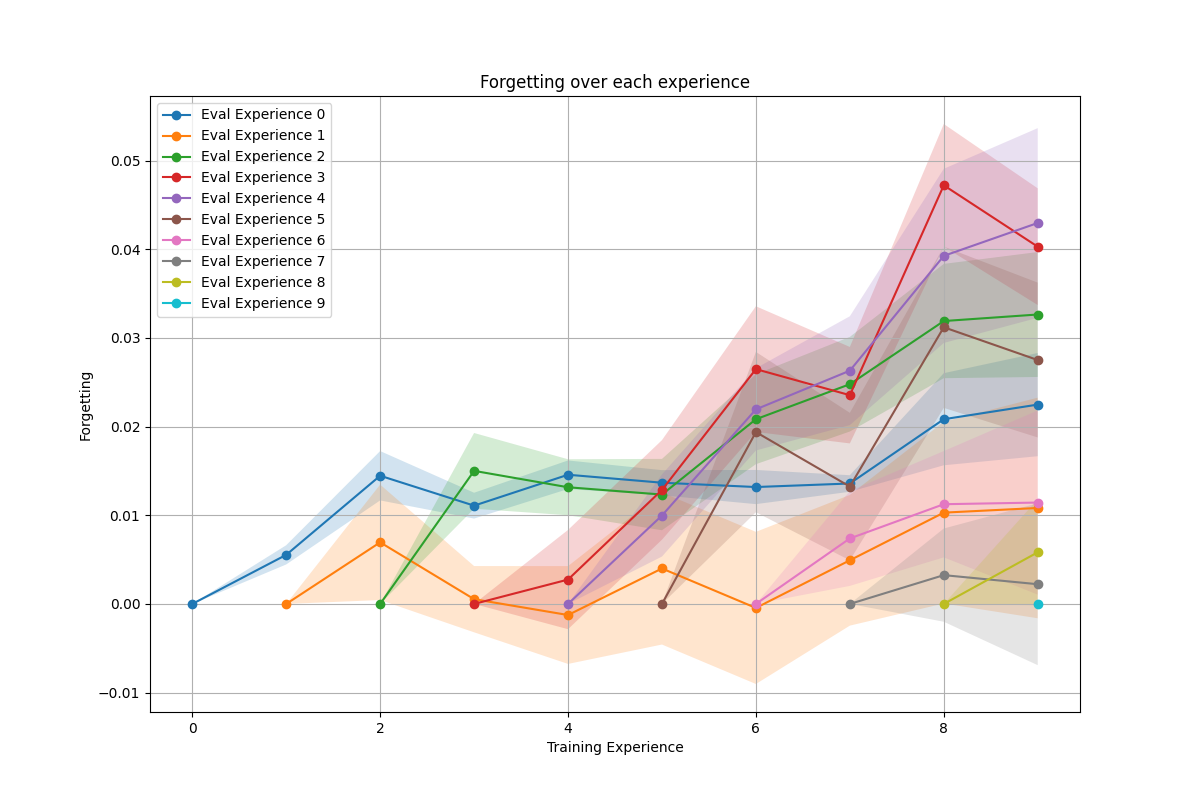 Forgetting over each experience
Eval Experience 0
Eval Experience 1
Eval Experience 2
Eval Experience 3
Eval Experience 4
Eval Experience 5
Eval Experience 6
Eval Experience 7
Eval Experience 8
Eval Experience 9
0.05
0.04
0.03
0.02
0.01
0.00
−0.01
Forgetting
0 2 4 6 8
Training Experience